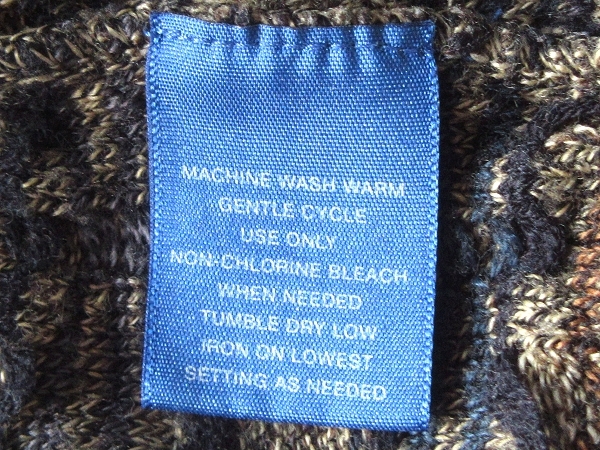 MACHINE WASH WARM
GENTLE CYCLE
USE ONLY
NON-CHLORINE BLEACH
WHEN NEEDED
TUMBLE DRY LOW
IRON ON LOWEST
SETTING AS NEEDED